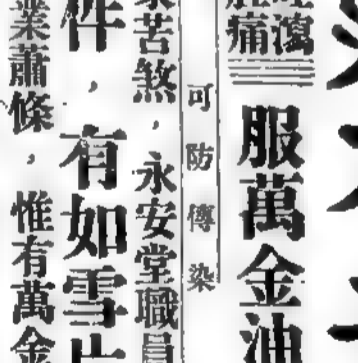 瀉
痛
服萬金油
可防傳染
苦煞，永安堂職員
件，有如雪片
業蕭條，惟有萬金